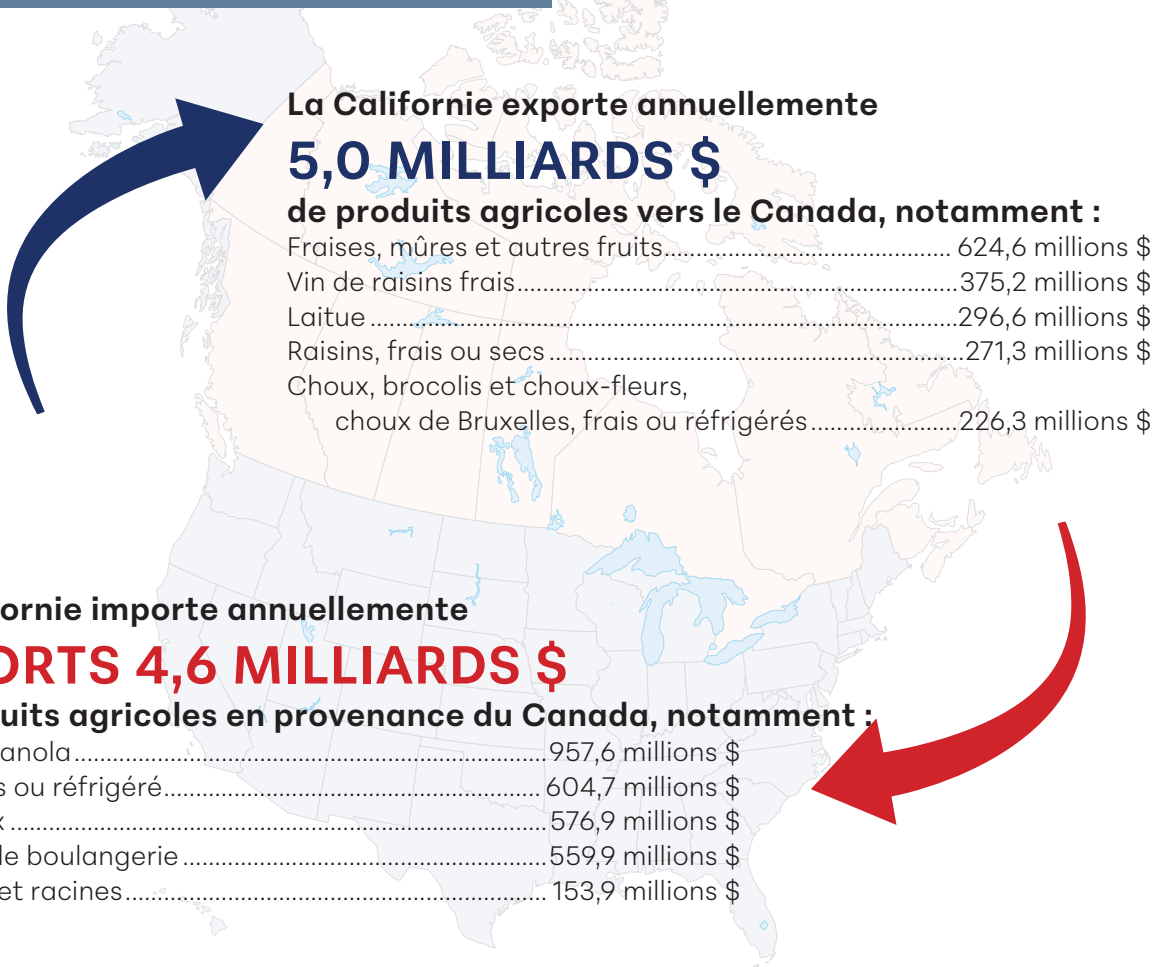 La Californie exporte annuellemente
5,0 MILLIARDS $
de produits agricoles vers le Canada, notamment :
Fraises, mûres et autres fruits.......................................... 624,6 millions $
Vin de raisins frais................................................................375,2 millions $
Laitue.....................................................................................296,6 millions $
Raisins, frais ou secs............................................................271,3 millions $
Choux, brocolis et choux-fleurs,
choux de Bruxelles, frais ou réfrigérés.....................226,3 millions $
ornie importe annuellemente
ORTS 4,6 MILLIARDS $
uits agricoles en provenance du Canada, notamment :
anola.....................................................................957,6 millions $
s ou réfrigéré....................................................... 604,7 millions $
x..............................................................................576,9 millions $
de boulangerie.....................................................559,9 millions $
et racines............................................................. 153,9 millions $